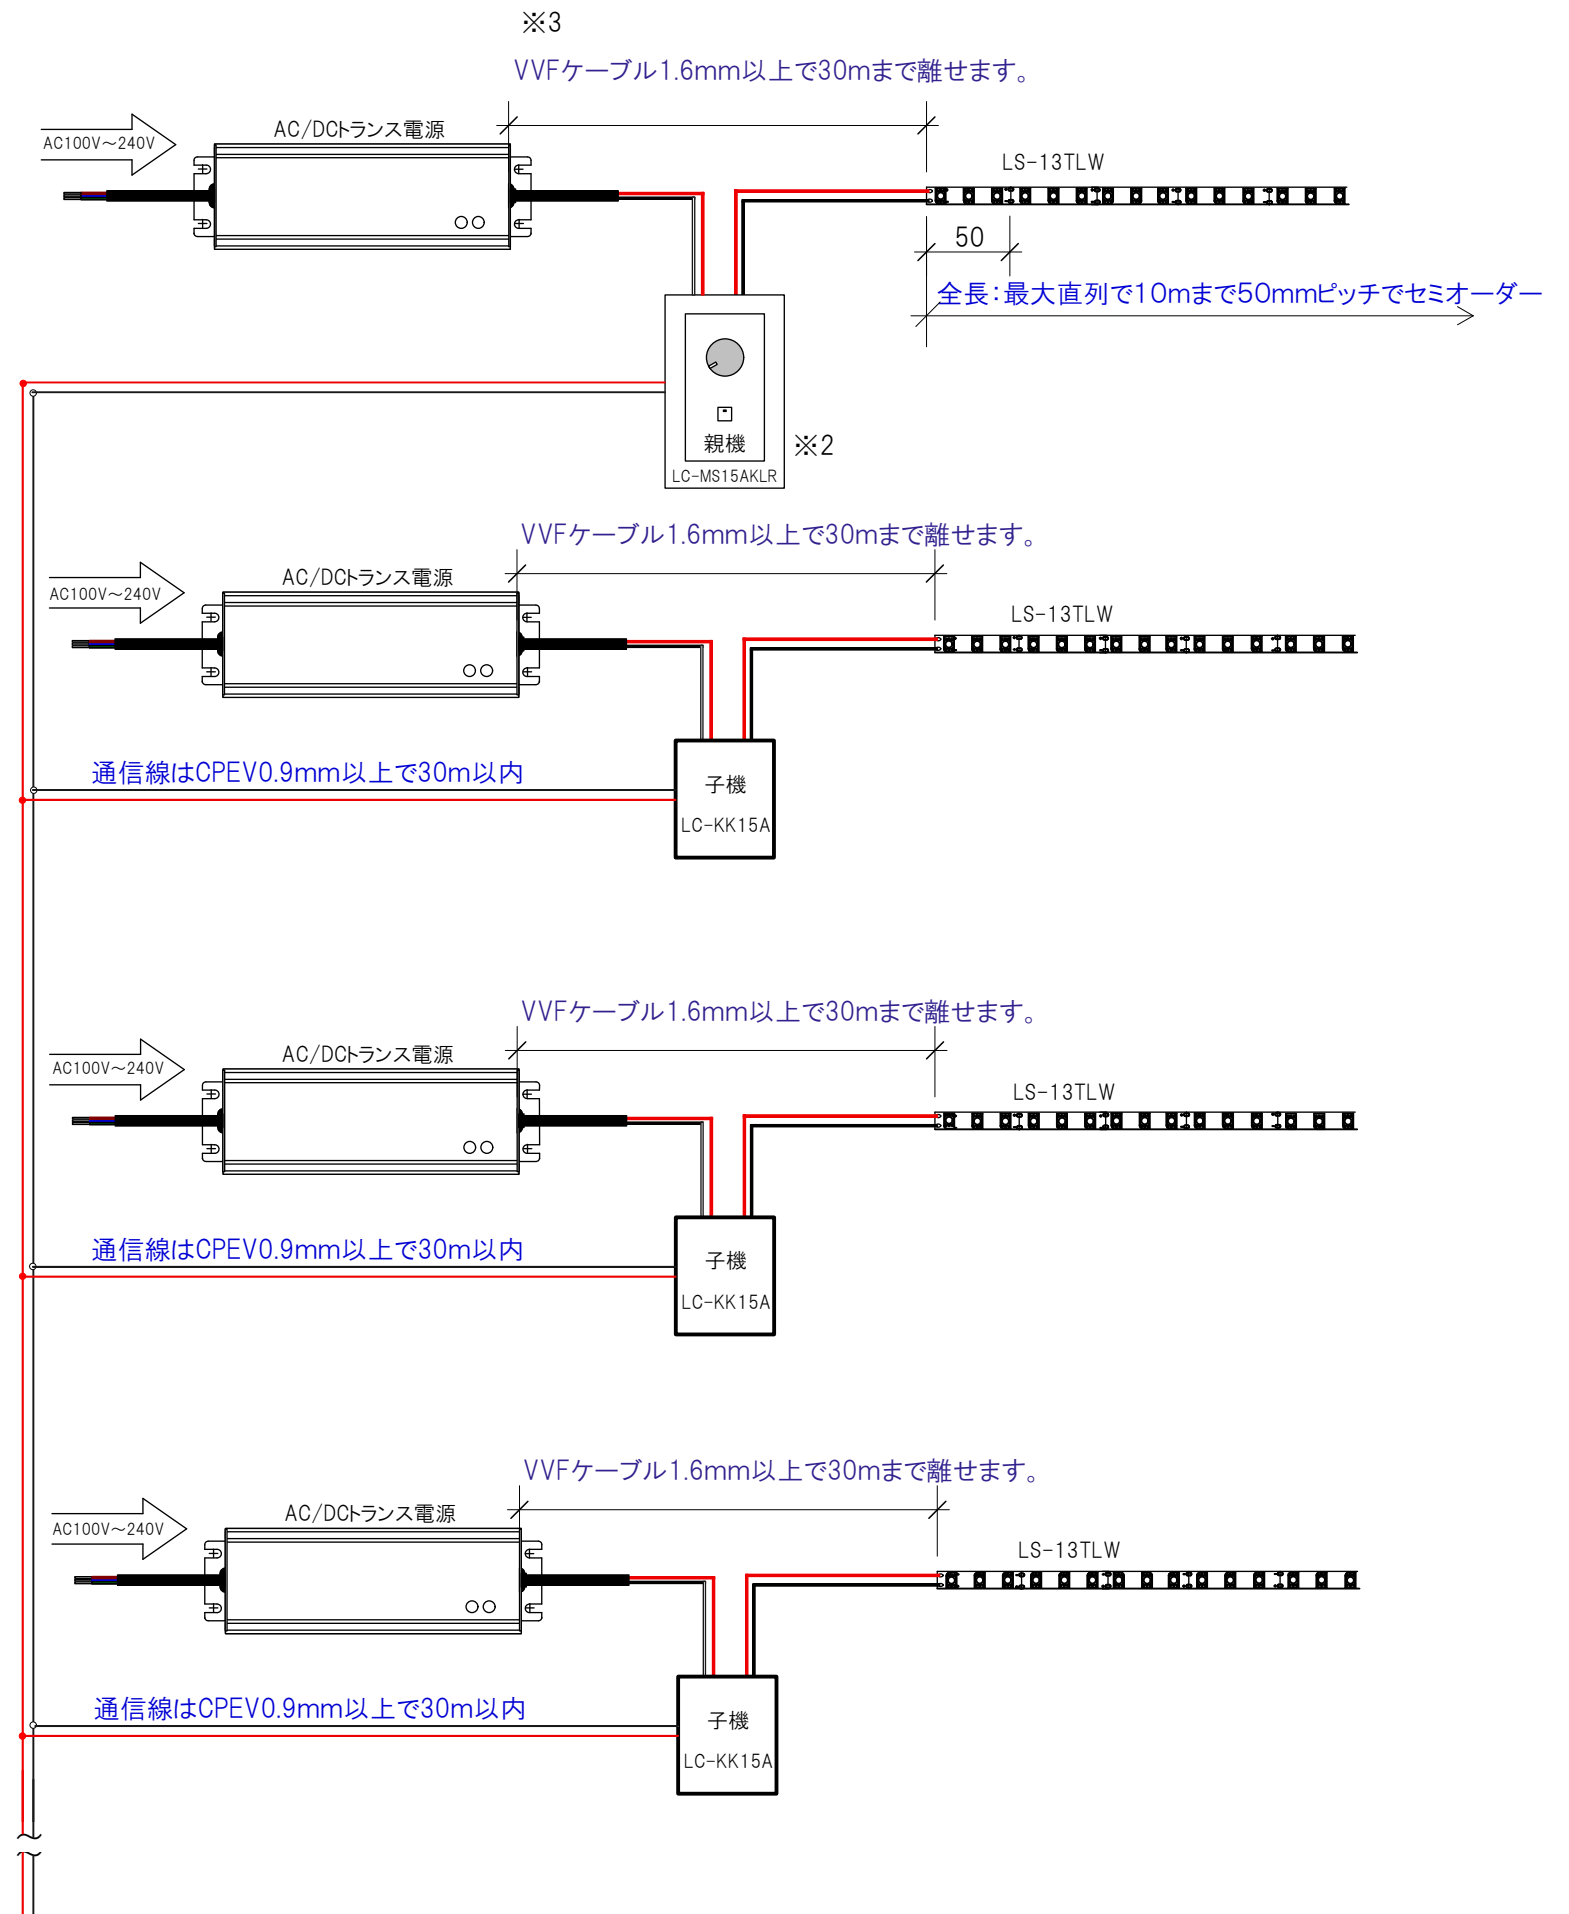 ※3
VVFケーブル1.6mm以上で30mまで離せます。
AC/DCトランス電源
AC100V～240V
LS-13TLW
50
全長：最大直列で10mまで50mmピッチでセミオーダー
親機
※2
LC-MS15AKLR
VVFケーブル1.6mm以上で30mまで離せます。
AC/DCトランス電源
AC100V～240V
LS-13TLW
通信線はCPEV0.9mm以上で30m以内
子機
LC-KK15A
VVFケーブル1.6mm以上で30mまで離せます。
AC/DCトランス電源
AC100V～240V
LS-13TLW
通信線はCPEV0.9mm以上で30m以内
子機
LC-KK15A
VVFケーブル1.6mm以上で30mまで離せます。
AC/DCトランス電源
AC100V～240V
LS-13TLW
通信線はCPEV0.9mm以上で30m以内
子機
LC-KK15A